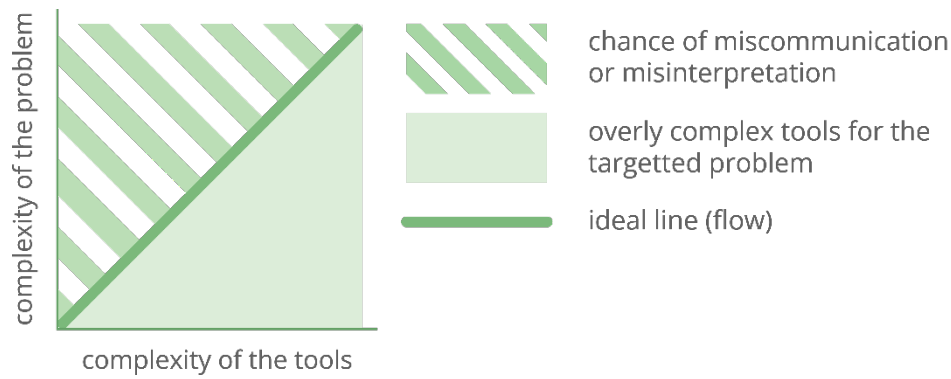 complexity of the problem
complexity of the tools
chance of miscommunication
or misinterpretation
overly complex tools for the
targetted problem
ideal line (flow)